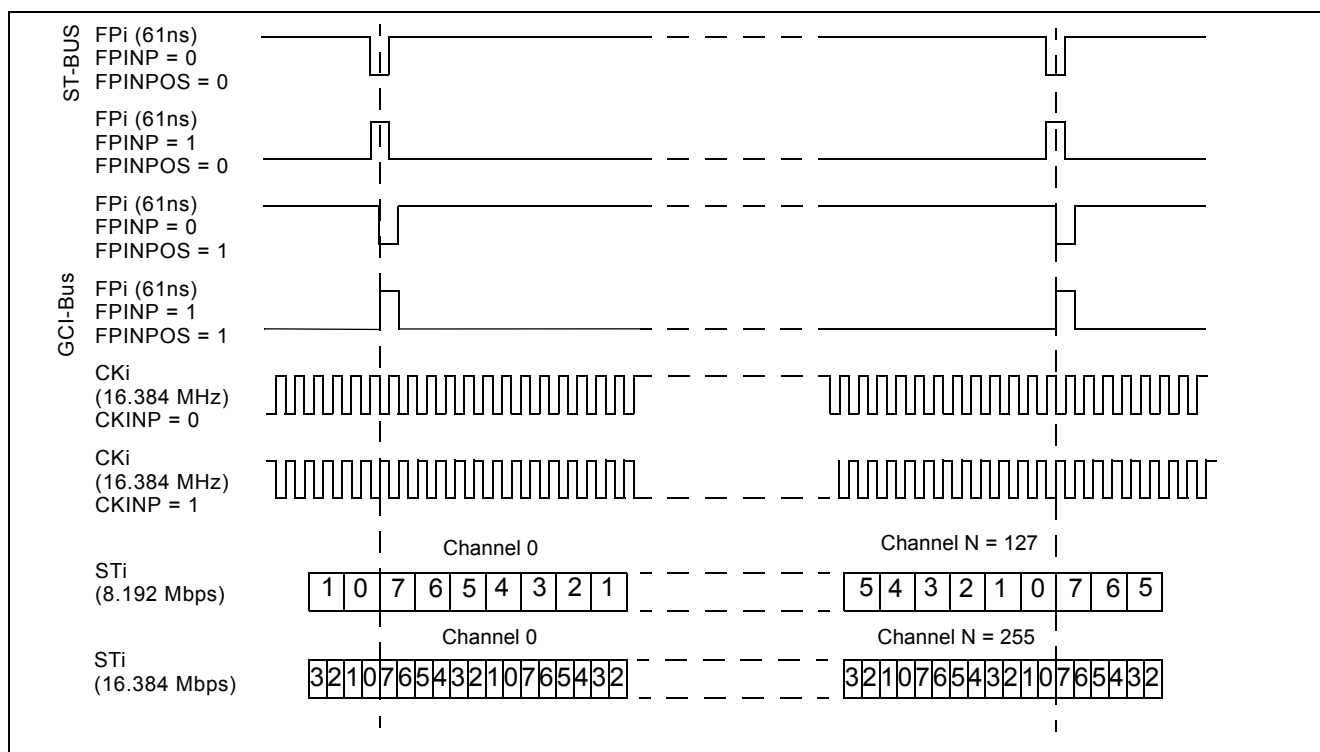 ST-BUS
FPi (61ns)
FPINP = 0
FPINPOS = 0
FPi (61ns)
FPINP = 1
FPINPOS = 0
FPi (61ns)
FPINP = 0
FPINPOS = 1
GCI-Bus
FPi (61ns)
FPINP = 1
FPINPOS = 1
CKi
(16.384 MHz)
CKINP = 0
CKi
(16.384 MHz)
CKINP = 1
Channel 0
Channel N = 127
STi
(8.192 Mbps)
1 0 7 6 5 4 3 2 1
5 4 3 2 1 0 7 6 5
Channel 0
Channel N = 255
STi
(16.384 Mbps)
3 2 1 0 7 6 5 4 3 2 1 0 7 6 5 4 3 2
3 2 1 0 7 6 5 4 3 2 1 0 7 6 5 4 3 2